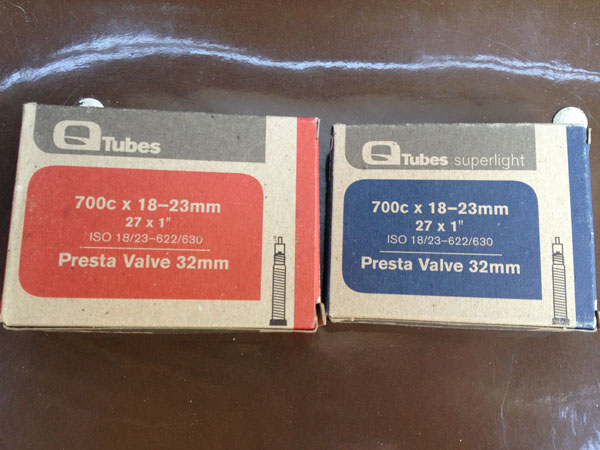 Q Tubes
700c x 18–23mm
27 x 1"
ISO 18/23–622/630
Presta Valve 32mm
Q Tubes superlight
700c x 18–23mm
27 x 1"
ISO 18/23–622/630
Presta Valve 32mm